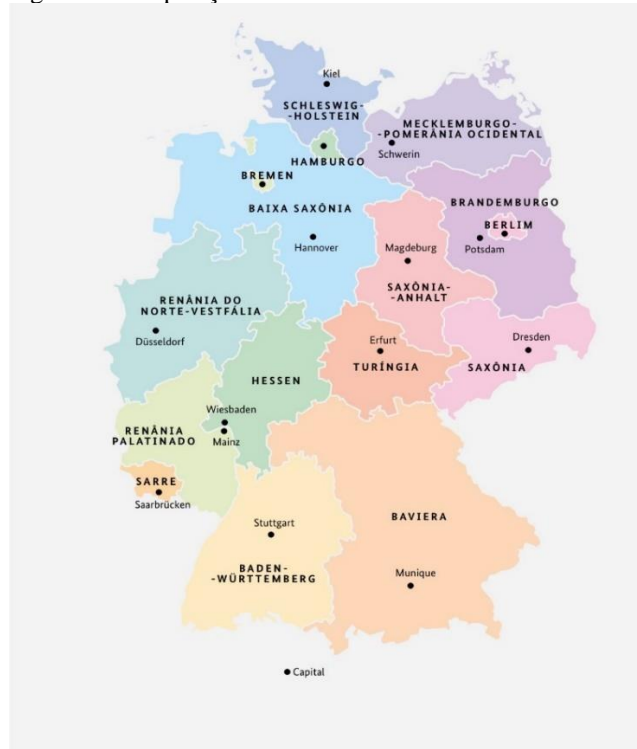 Kiel
SCHLESWIG-
-HOLSTEIN
MECKLEMBURGO-
-POMERÂNIA OCIDENTAL
Schwerin
HAMBURGO
BREMEN
BAIXA SAXÔNIA
Hannover
BRANDEMBURGO
BERLIM
Potsdam
Magdeburg
SAXÔNIA-
-ANHALT
RENÂNIA DO
NORTE-VESTFÁLIA
Düsseldorf
Erfurt
TURÍNGIA
Dresden
SAXÔNIA
HESSEN
Wiesbaden
Mainz
RENÂNIA
PALATINADO
SARRE
Saarbrücken
Stuttgart
BADEN-
-WÜRTTEMBERG
BAVIERA
Munique
Capital